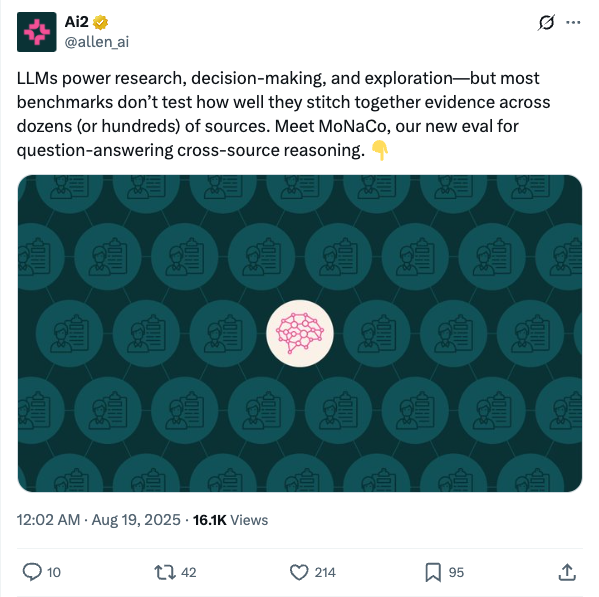 Ai2
@allen_ai
LLMs power research, decision-making, and exploration—but most
benchmarks don’t test how well they stitch together evidence across
dozens (or hundreds) of sources. Meet MoNaCo, our new eval for
question-answering cross-source reasoning. 👇
12:02 AM · Aug 19, 2025 · 16.1K Views
10 42 214 95